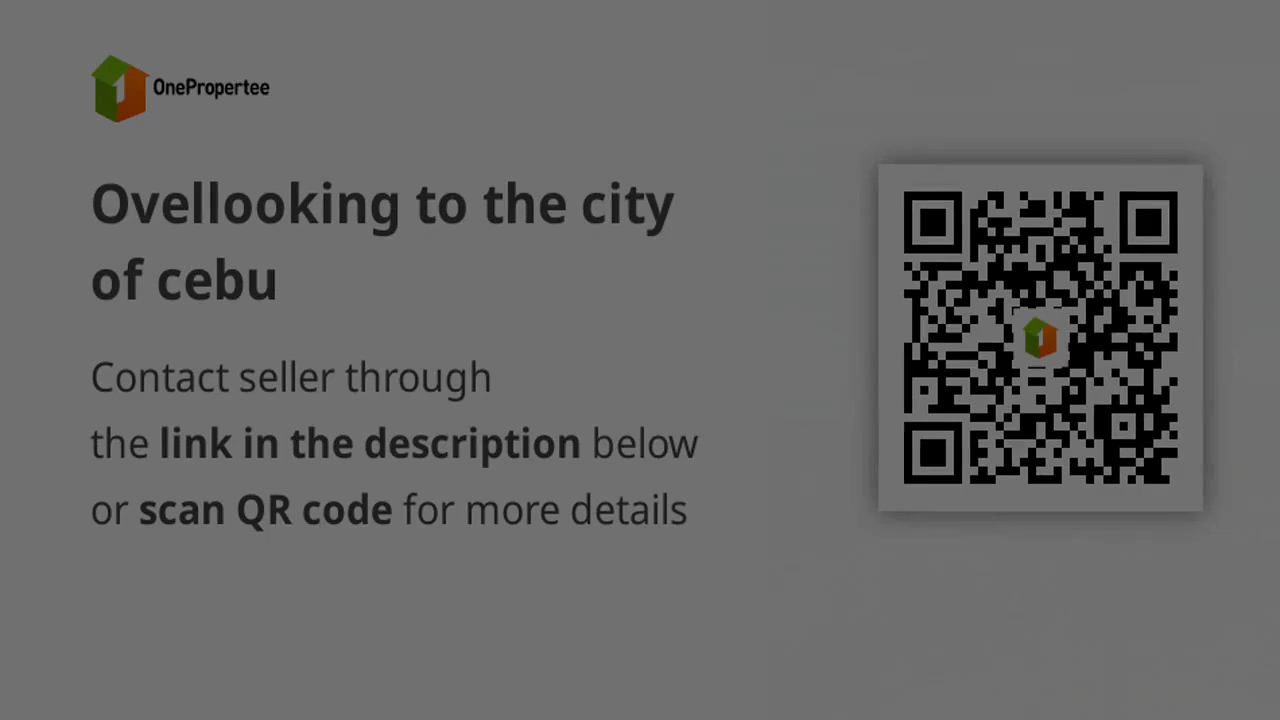 OnePropertee
Ovellooking to the city
of cebu
Contact seller through
the link in the description below
or scan QR code for more details